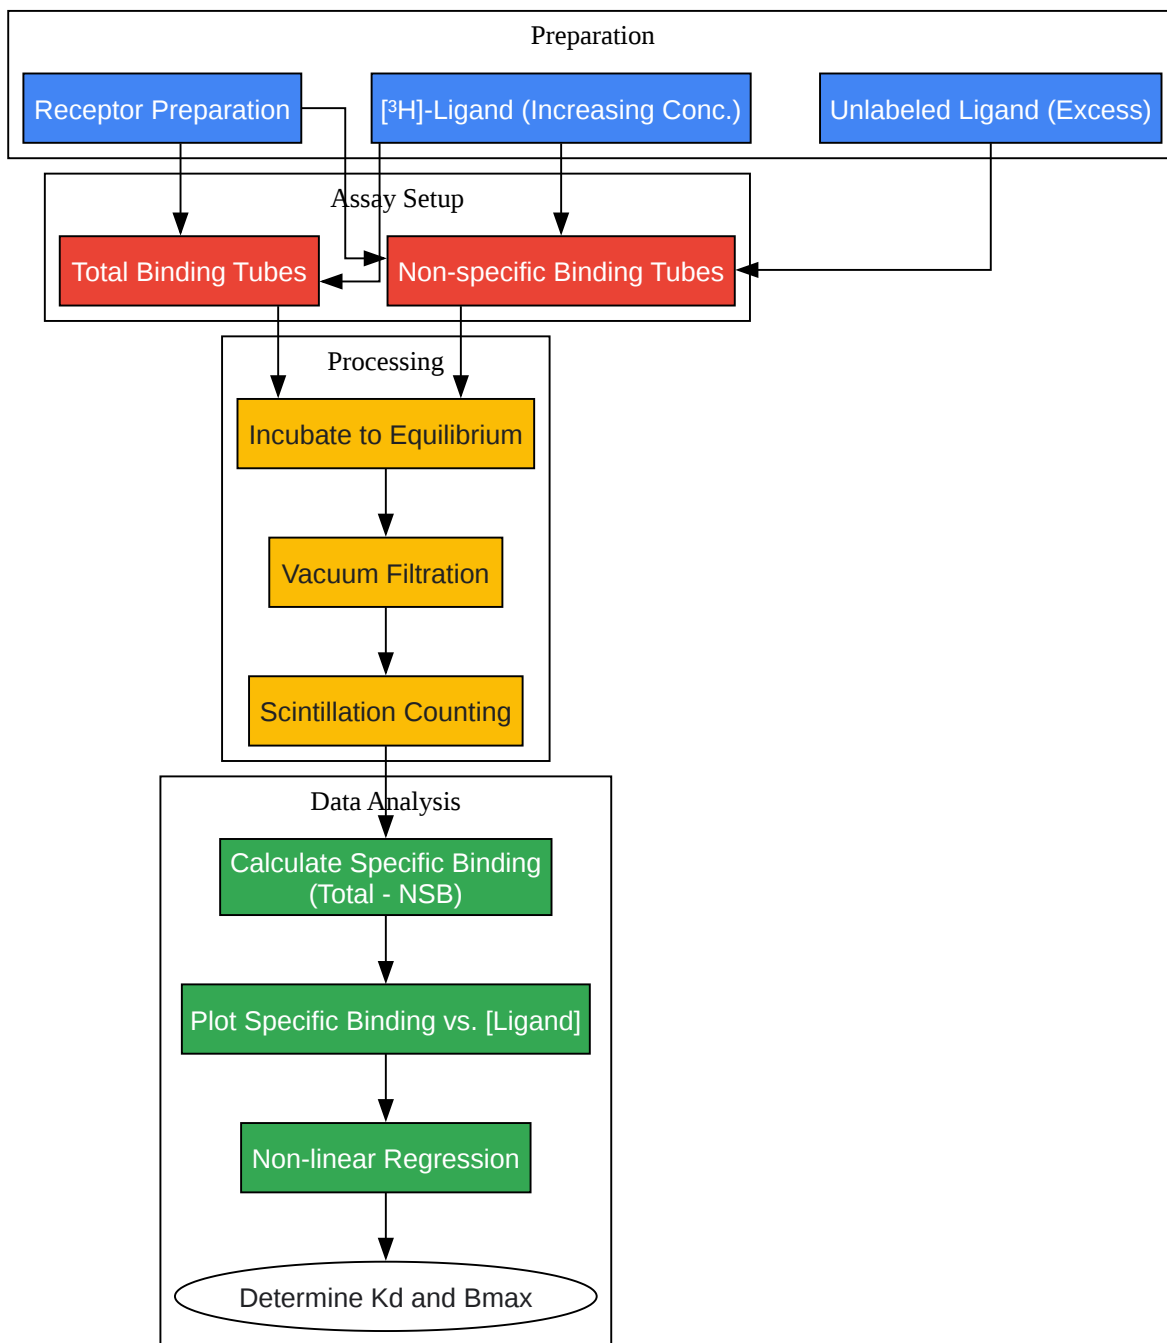 Preparation
Receptor Preparation
[³H]-Ligand (Increasing Conc.)
Unlabeled Ligand (Excess)
Assay Setup
Total Binding Tubes
Non-specific Binding Tubes
Processing
Incubate to Equilibrium
Vacuum Filtration
Scintillation Counting
Data Analysis
Calculate Specific Binding
(Total - NSB)
Plot Specific Binding vs. [Ligand]
Non-linear Regression
Determine Kd and Bmax